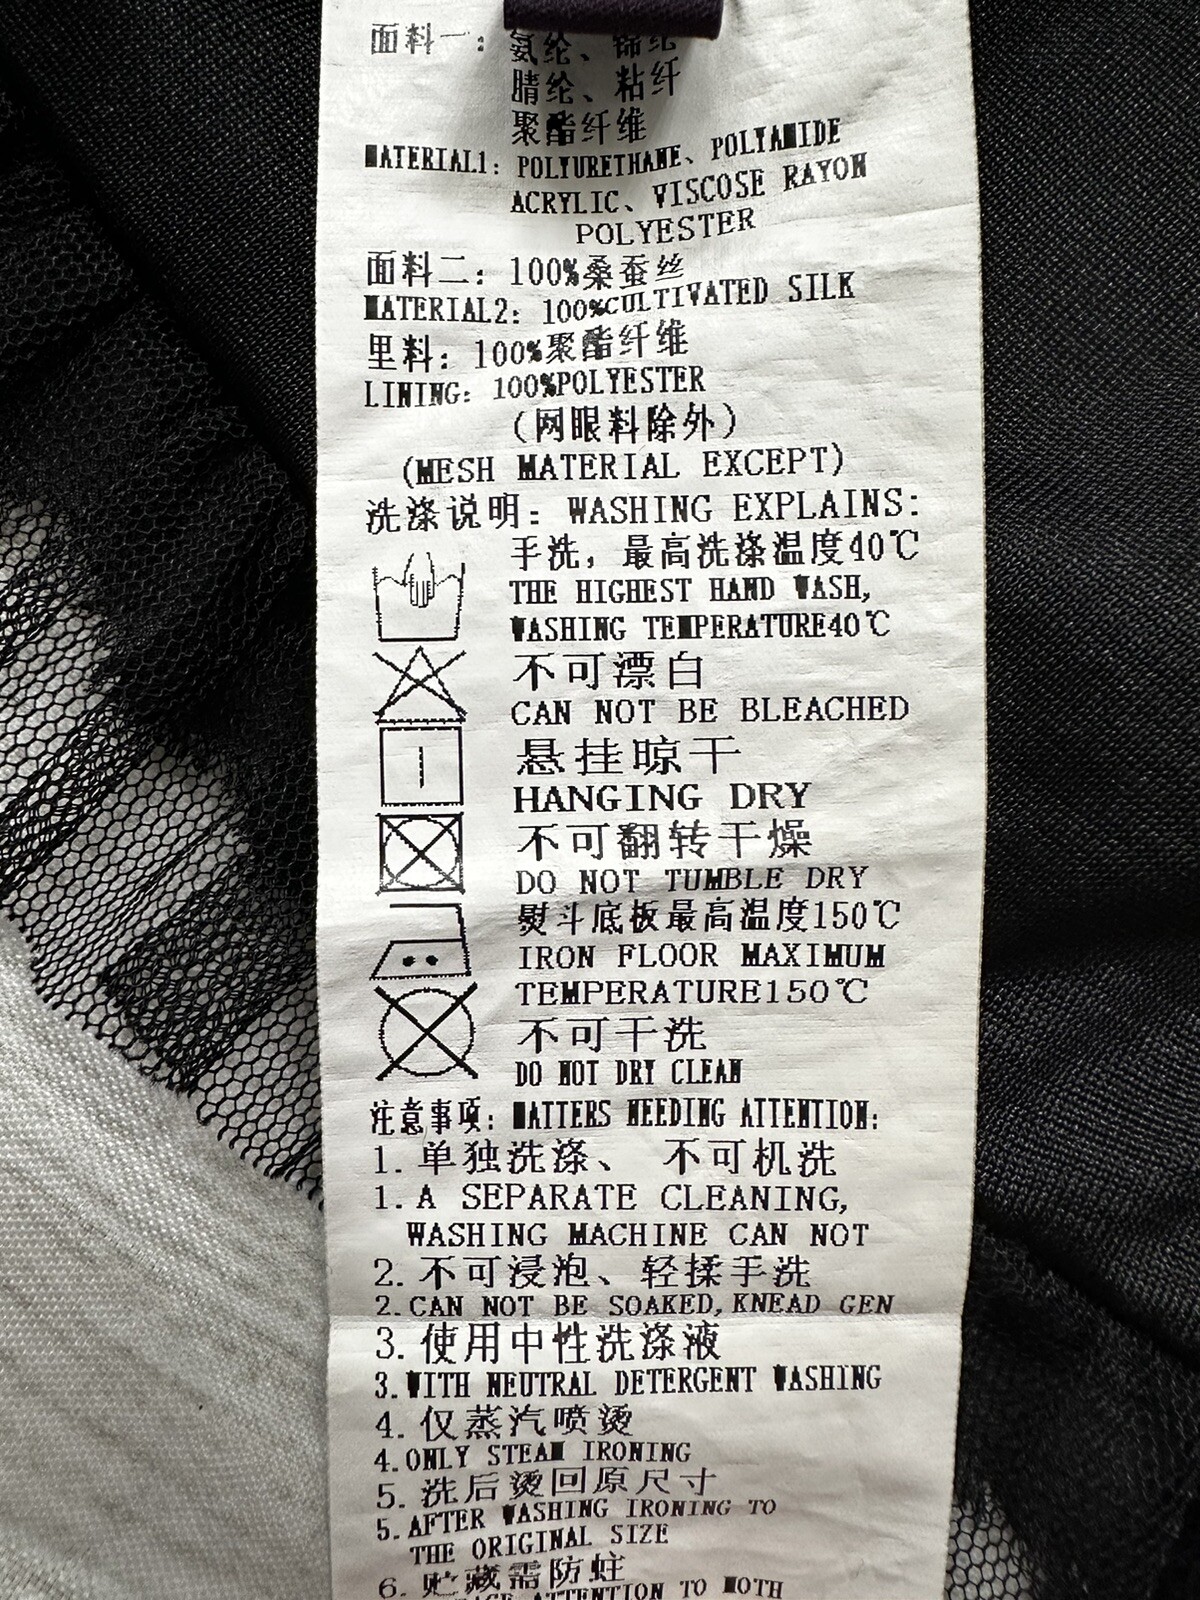 面料一: 氨纶、锦纶
腈纶、粘纤
聚酯纤维
MATERIAL1: POLYURETHANE、POLYAMIDE
ACRYLIC、VISCOSE RAYON
POLYESTER
面料二: 100%桑蚕丝
MATERIAL2: 100%CULTIVATED SILK
里料: 100%聚酯纤维
LINING: 100%POLYESTER
(网眼料除外)
(MESH MATERIAL EXCEPT)
洗涤说明: WASHING EXPLAINS:
手洗, 最高洗涤温度40℃
THE HIGHEST HAND WASH,
WASHING TEMPERATURE40℃
不可漂白
CAN NOT BE BLEACHED
悬挂晾干
HANGING DRY
不可翻转干燥
DO NOT TUMBLE DRY
熨斗底板最高温度150℃
IRON FLOOR MAXIMUM
TEMPERATURE150℃
不可干洗
DO NOT DRY CLEAN
注意事项: MATTERS NEEDING ATTENTION:
1. 单独洗涤、 不可机洗
1. A SEPARATE CLEANING,
WASHING MACHINE CAN NOT
2. 不可浸泡、轻揉手洗
2. CAN NOT BE SOAKED, KNEAD GEN
3. 使用中性洗涤液
3. WITH NEUTRAL DETERGENT WASHING
4. 仅蒸汽喷烫
4. ONLY STEAM IRONING
5. 洗后烫回原尺寸
5. AFTER WASHING IRONING TO
THE ORIGINAL SIZE
6. 贮藏需防蛀
ATTENTION TO MOTH